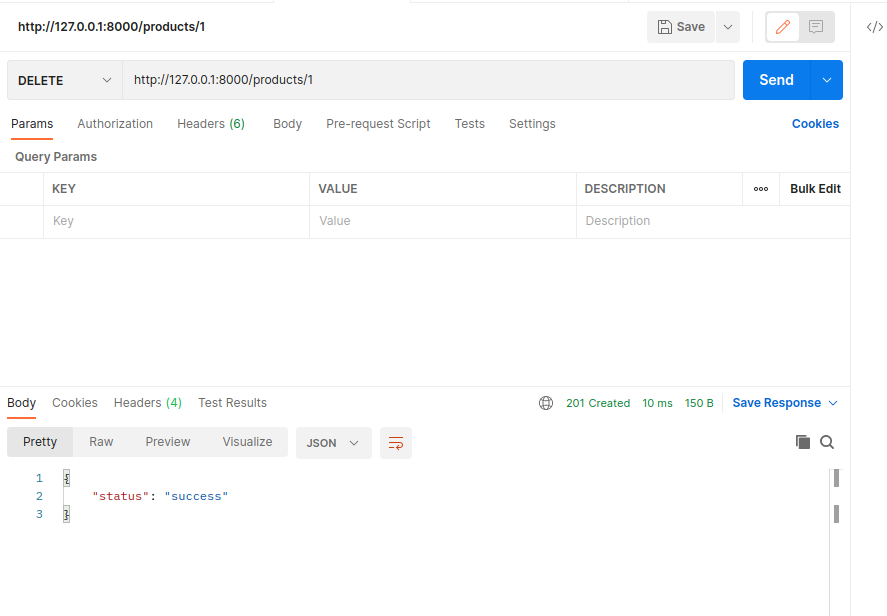 http://127.0.0.1:8000/products/1 Save </>
DELETE http://127.0.0.1:8000/products/1 Send
Params Authorization Headers (6) Body Pre-request Script Tests Settings Cookies
Query Params
KEY VALUE DESCRIPTION ooo Bulk Edit
Key Value Description
Body Cookies Headers (4) Test Results 201 Created 10 ms 150 B Save Response
Pretty Raw Preview Visualize JSON
1 {
2 "status": "success"
3 }